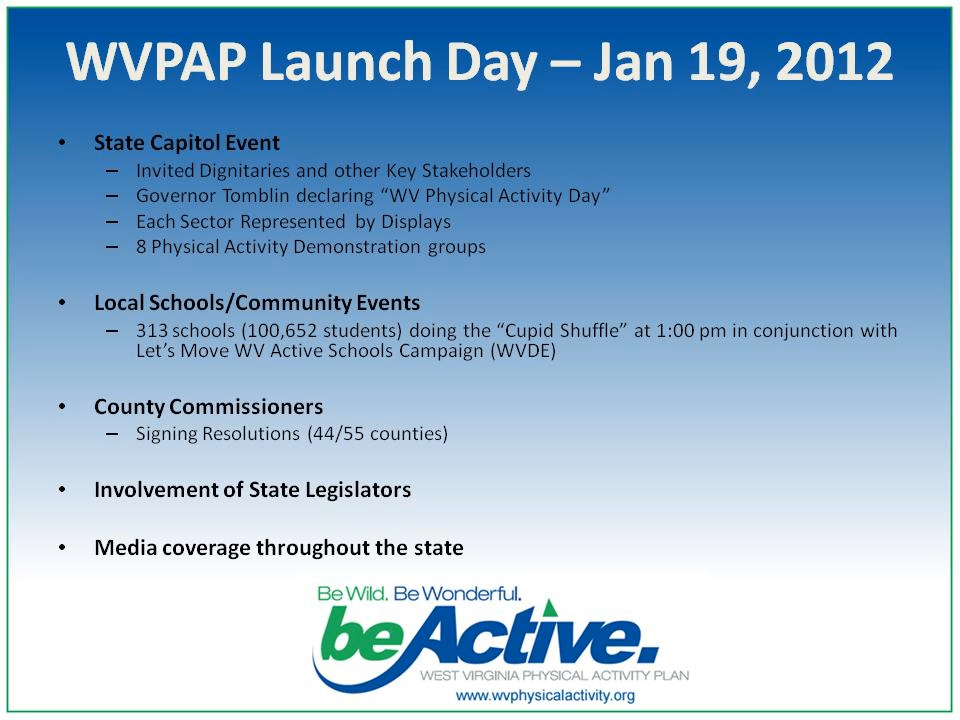 WVPAP Launch Day – Jan 19, 2012
• State Capitol Event
– Invited Dignitaries and other Key Stakeholders
– Governor Tomblin declaring “WV Physical Activity Day”
– Each Sector Represented by Displays
– 8 Physical Activity Demonstration groups
• Local Schools/Community Events
– 313 schools (100,652 students) doing the “Cupid Shuffle” at 1:00 pm in conjunction with
Let’s Move WV Active Schools Campaign (WVDE)
• County Commissioners
– Signing Resolutions (44/55 counties)
• Involvement of State Legislators
• Media coverage throughout the state
Be Wild. Be Wonderful.
beActive.
WEST VIRGINIA PHYSICAL ACTIVITY PLAN
www.wvphysicalactivity.org